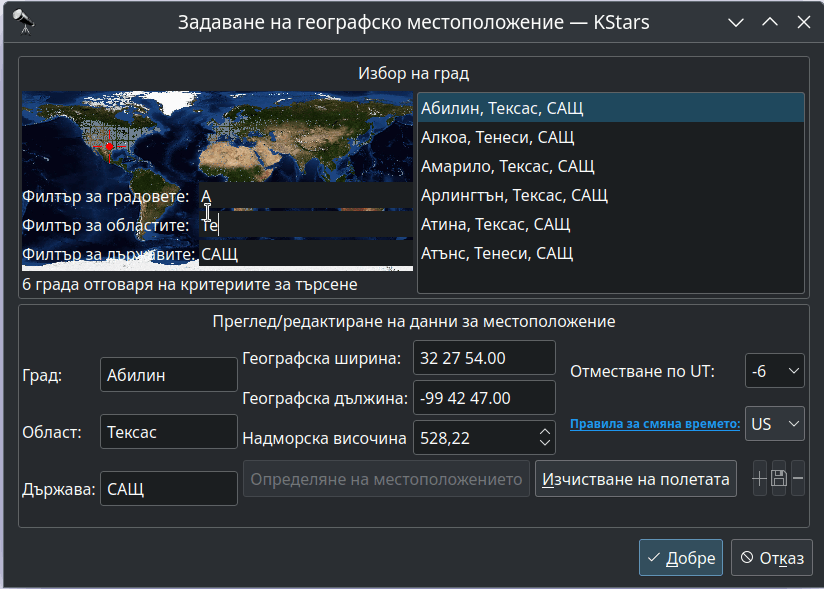 Задаване на географско местоположение — KStars
Избор на град
Филтър за градовете: А
Филтър за областите: Те
Филтър за държавите: САЩ
6 града отговаря на критериите за търсене
Абилин, Тексас, САЩ
Алкоа, Тенеси, САЩ
Амарило, Тексас, САЩ
Арлингтън, Тексас, САЩ
Атина, Тексас, САЩ
Атънс, Тенеси, САЩ
Преглед/редактиране на данни за местоположение
Град: Абилин
Област: Тексас
Държава: САЩ
Географска ширина: 32 27 54.00
Географска дължина: -99 42 47.00
Надморска височина 528,22
Отместване по UT: -6
Правила за смяна времето: US
Определяне на местоположението
Изчистване на полетата
Добре
Отказ